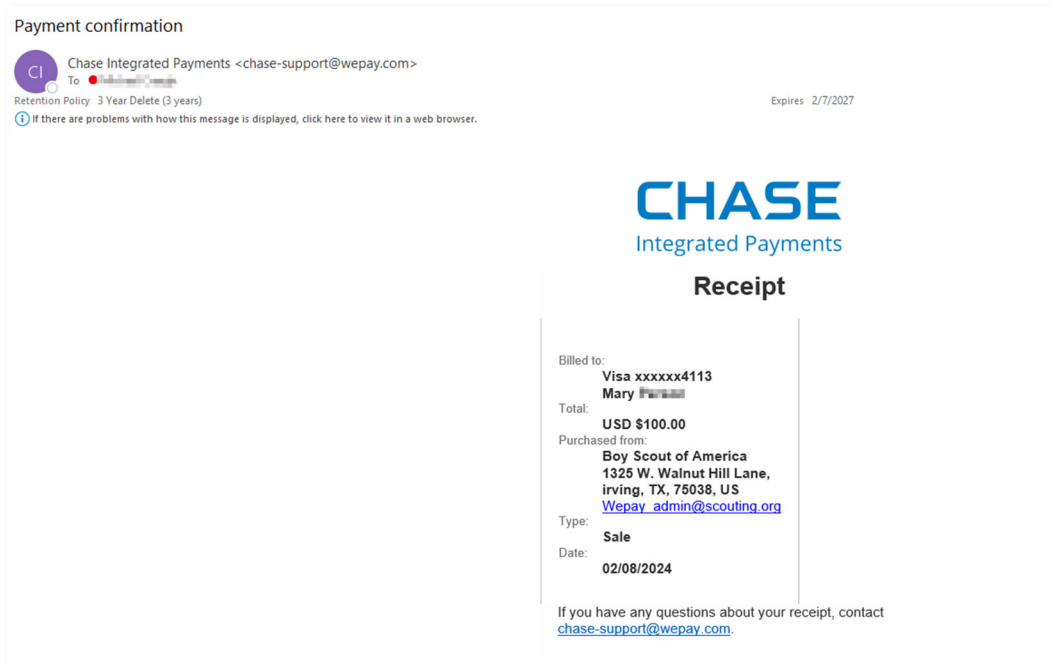 Payment confirmation
CI
Chase Integrated Payments <chase-support@wepay.com>
To
Retention Policy 3 Year Delete (3 years)
Expires 2/7/2027
If there are problems with how this message is displayed, click here to view it in a web browser.
CHASE
Integrated Payments
Receipt
Billed to:
Visa xxxxxx4113
Mary
Total:
USD $100.00
Purchased from:
Boy Scout of America
1325 W. Walnut Hill Lane,
irving, TX, 75038, US
Wepay_admin@scouting.org
Type:
Sale
Date:
02/08/2024
If you have any questions about your receipt, contact
chase-support@wepay.com.